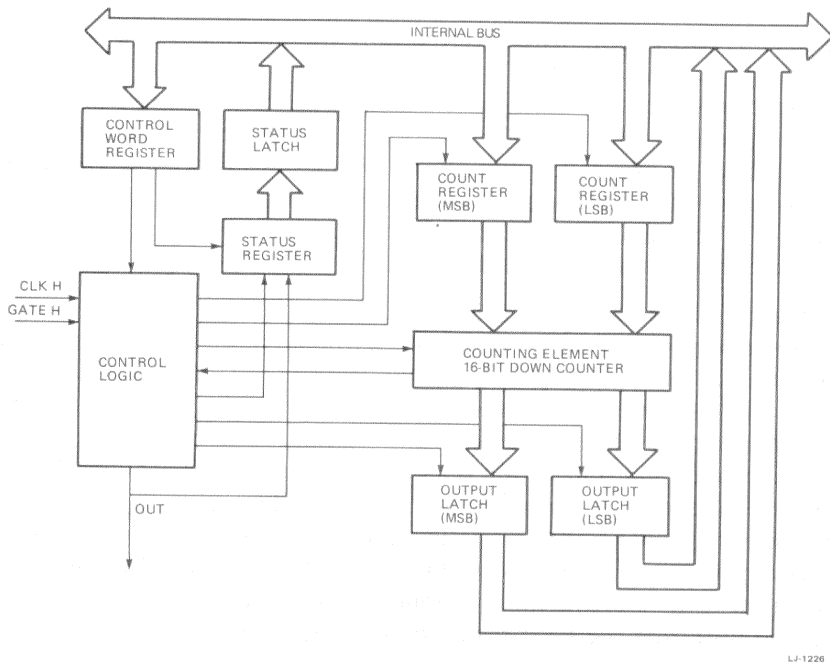 INTERNAL BUS
CONTROL
WORD
REGISTER
STATUS
LATCH
COUNT
REGISTER
(MSB)
COUNT
REGISTER
(LSB)
STATUS
REGISTER
CLK H
GATE H
CONTROL
LOGIC
COUNTING ELEMENT
16-BIT DOWN COUNTER
OUTPUT
LATCH
(MSB)
OUTPUT
LATCH
(LSB)
OUT
LJ-1226